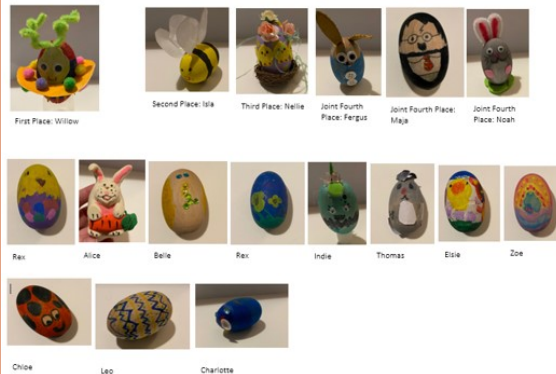 First Place: Willow
Second Place: Isla
Third Place: Nellie
Joint Fourth
Place: Fergus
Joint Fourth Place:
Maja
Joint Fourth
Place: Noah
Rex
Alice
Belle
Rex
Indie
Thomas
Elsie
Zoe
Chloe
Leo
Charlotte